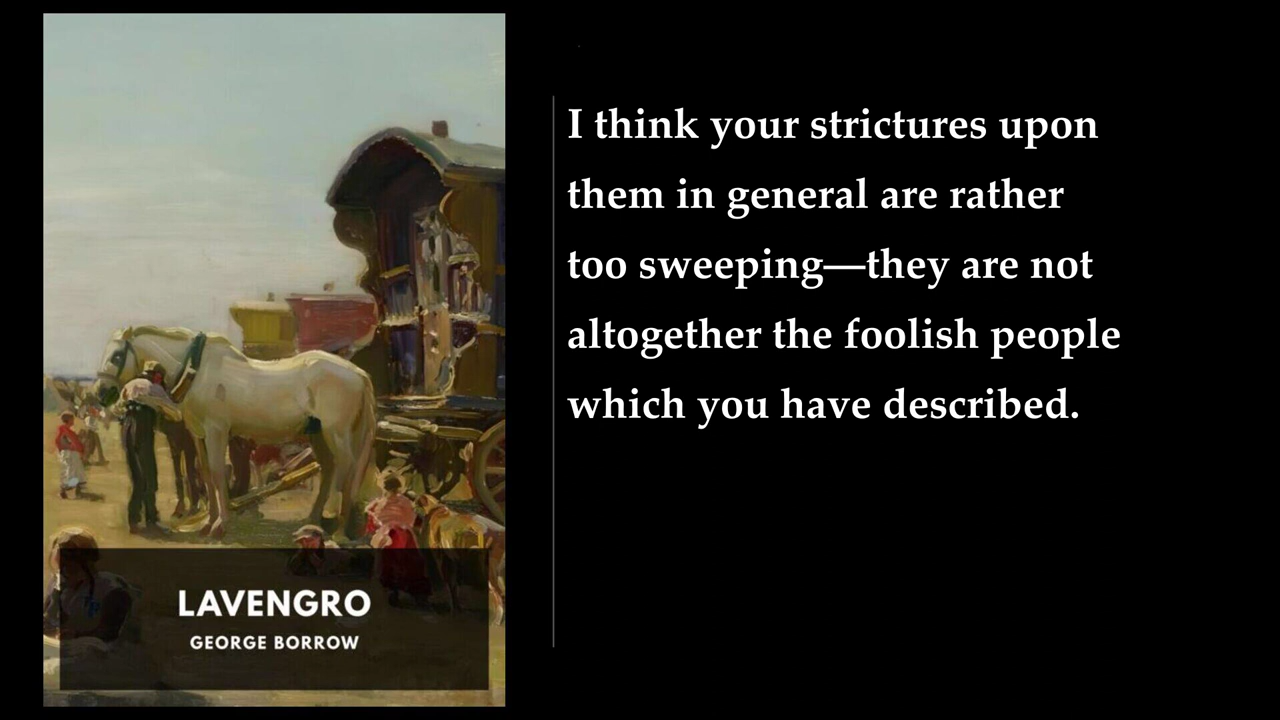 LAVENGRO
GEORGE BORROW
I think your strictures upon
them in general are rather
too sweeping—they are not
altogether the foolish people
which you have described.